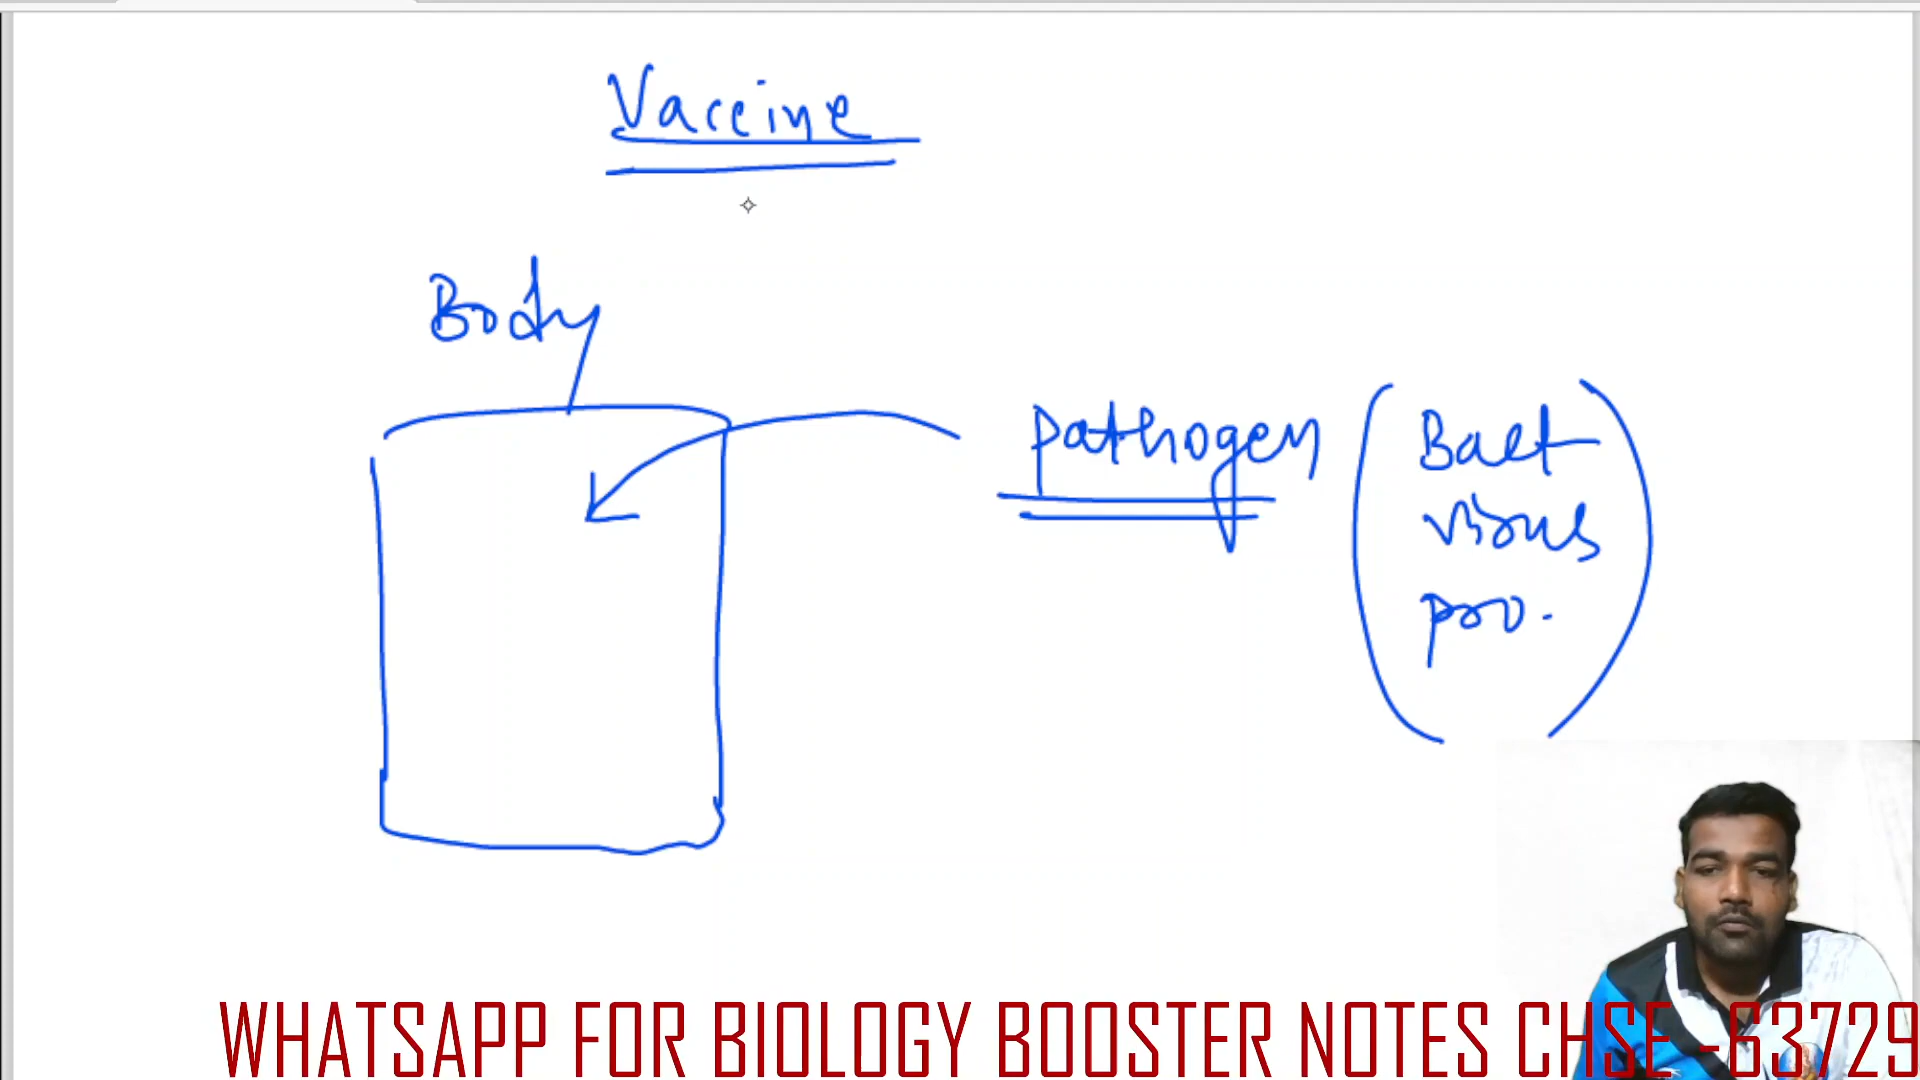 Vaccine
Body
pathogen
Bact
virus
pro.
WHATSAPP FOR BIOLOGY BOOSTER NOTES CHSE -63729